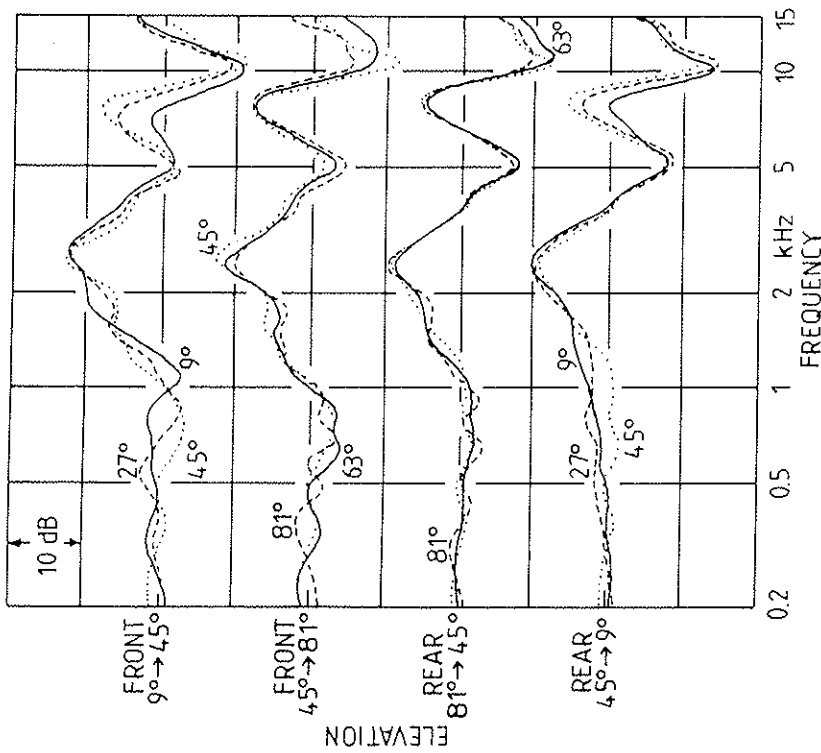 10 dB
FRONT
9°→45°
27°
45°
9°
FRONT
45°→81°
81°
63°
45°
REAR
81°→45°
81°
63°
REAR
45°→9°
27°
9°
45°
ELEVATION
0.2
0.5
1
2
kHz
5
10
15
FREQUENCY